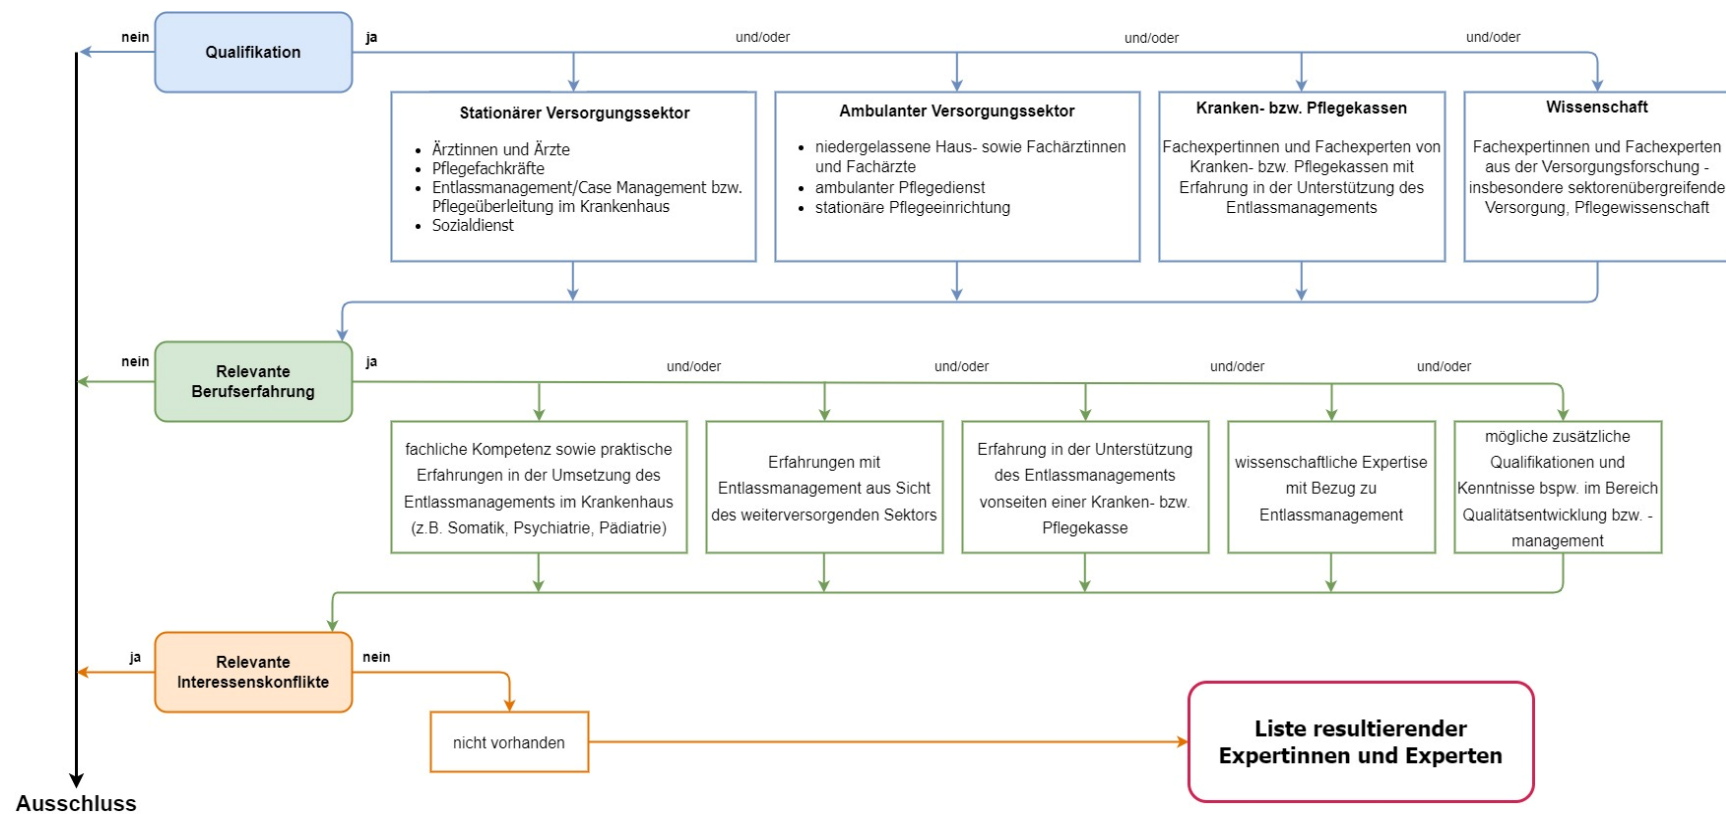 nein
Qualifikation
ja
und/oder
und/oder
und/oder
Stationärer Versorgungssektor
Ärztinnen und Ärzte
Pflegefachkräfte
Entlassmanagement/Case Management bzw.
Pflegeüberleitung im Krankenhaus
Sozialdienst
Ambulanter Versorgungssektor
niedergelassene Haus- sowie Fachärztinnen
und Fachärzte
ambulanter Pflegedienst
stationäre Pflegeeinrichtung
Kranken- bzw. Pflegekassen
Fachexpertinnen und Fachexperten von
Kranken- bzw. Pflegekassen mit
Erfahrung in der Unterstützung des
Entlassmanagements
Wissenschaft
Fachexpertinnen und Fachexperten
aus der Versorgungsforschung -
insbesondere sektorenübergreifende
Versorgung, Pflegewissenschaft
nein
Relevante
Berufserfahrung
ja
und/oder
und/oder
und/oder
und/oder
fachliche Kompetenz sowie praktische
Erfahrungen in der Umsetzung des
Entlassmanagements im Krankenhaus
(z.B. Somatik, Psychiatrie, Pädiatrie)
Erfahrungen mit
Entlassmanagement aus Sicht
des weiterversorgenden Sektors
Erfahrung in der Unterstützung
des Entlassmanagements
vonseiten einer Kranken- bzw.
Pflegekasse
wissenschaftliche Expertise
mit Bezug zu
Entlassmanagement
mögliche zusätzliche
Qualifikationen und
Kenntnisse bspw. im Bereich
Qualitätsentwicklung bzw. -
management
ja
Relevante
Interessenskonflikte
nein
nicht vorhanden
Liste resultierender
Expertinnen und Experten
Ausschluss